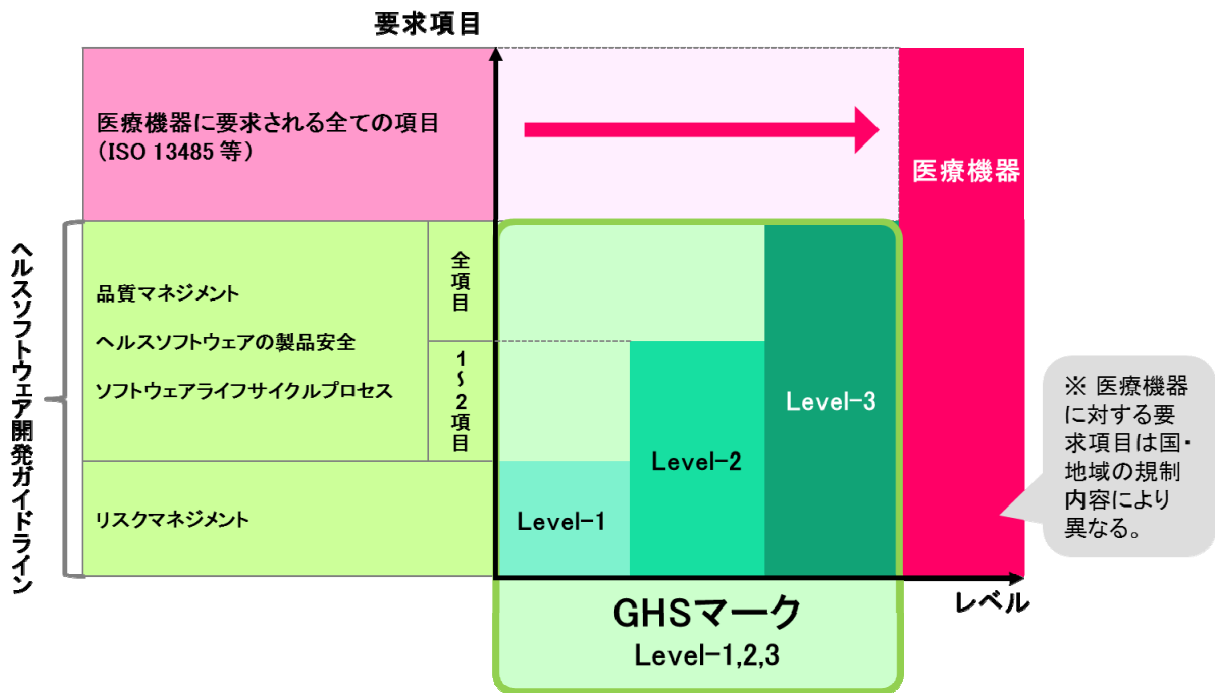 要求項目
医療機器に要求される全ての項目
（ISO 13485 等）
医療機器
ヘルスソフトウェア開発ガイドライン
品質マネジメント
ヘルスソフトウェアの製品安全
ソフトウェアライフサイクルプロセス
全項目
1～2項目
リスクマネジメント
Level-1
Level-2
Level-3
※ 医療機器
に対する要
求項目は国・
地域の規制
内容により
異なる。
レベル
GHSマーク
Level-1,2,3